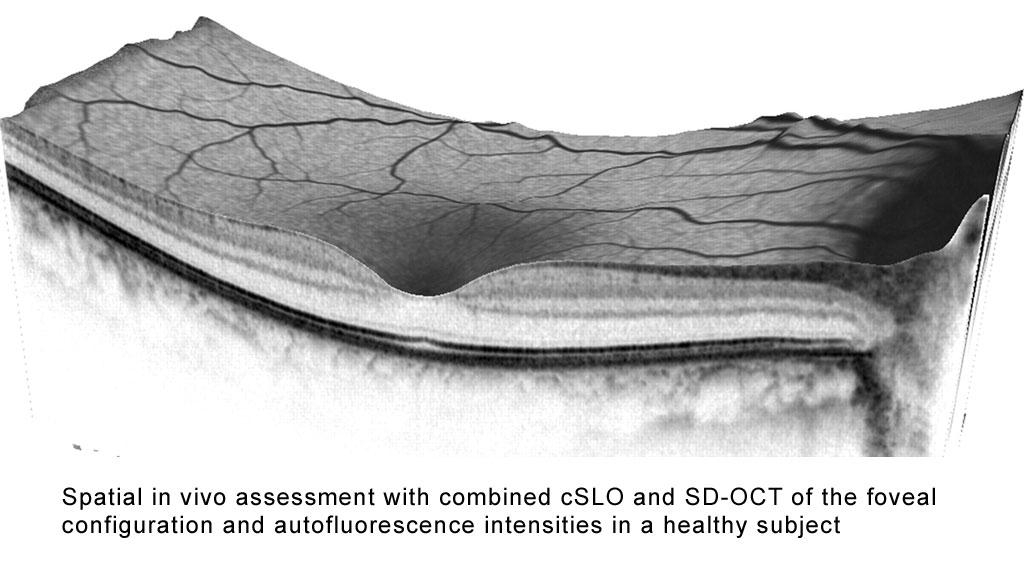 Spatial in vivo assessment with combined cSLO and SD-OCT of the foveal
configuration and autofluorescence intensities in a healthy subject